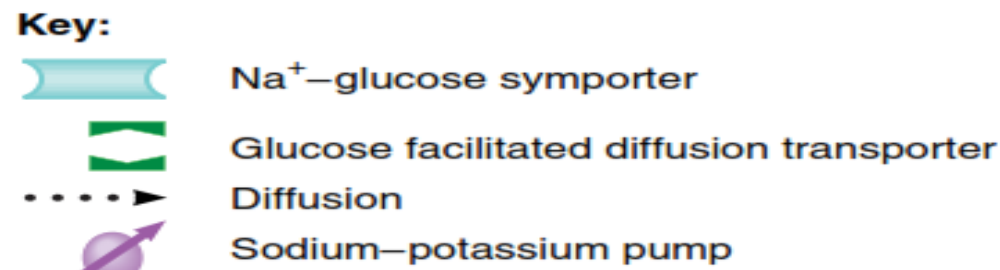 Key:
Na⁺–glucose symporter
Glucose facilitated diffusion transporter
Diffusion
Sodium–potassium pump